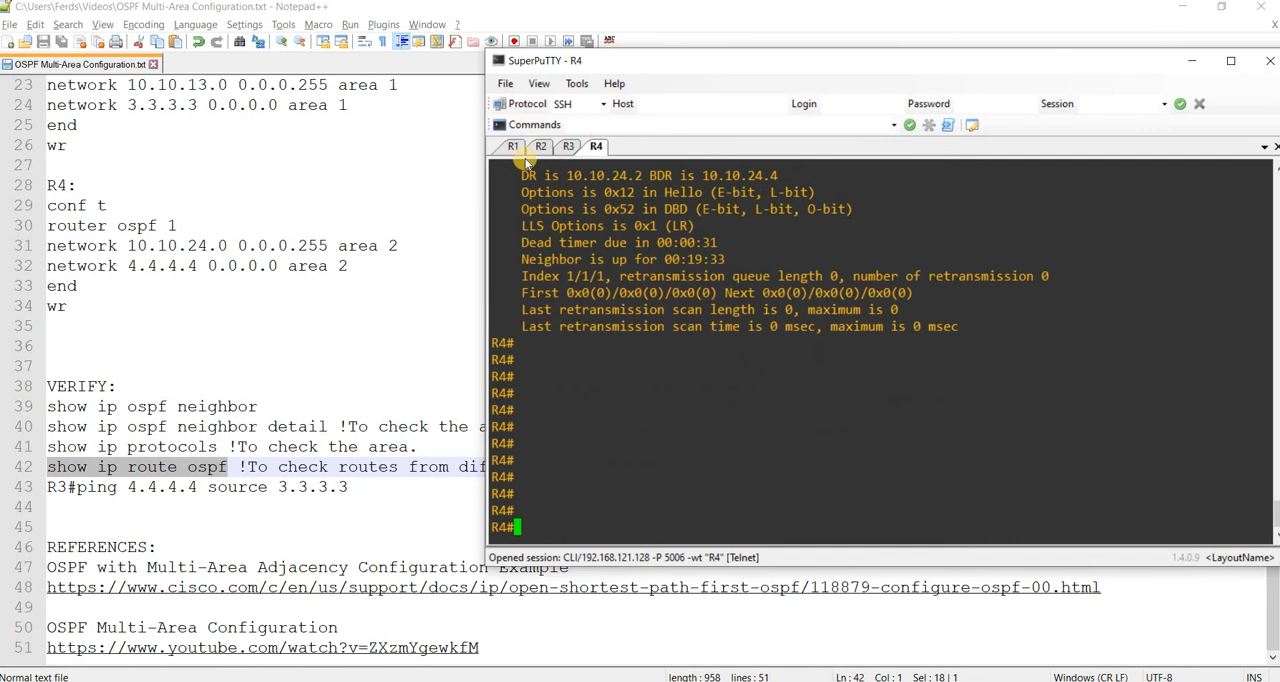 C:\Users\Ferds\Videos\OSPF Multi-Area Configuration.txt - Notepad++
File Edit Search View Encoding Language Settings Tools Macro Run Plugins Window ?
OSPF Multi-Area Configuration.txt
23 network 10.10.13.0 0.0.0.255 area 1
24 network 3.3.3.3 0.0.0.0 area 1
25 end
26 wr
27
28 R4:
29 conf t
30 router ospf 1
31 network 10.10.24.0 0.0.0.255 area 2
32 network 4.4.4.4 0.0.0.0 area 2
33 end
34 wr
35
36
37
38 VERIFY:
39 show ip ospf neighbor
40 show ip ospf neighbor detail !To check the a
41 show ip protocols !To check the area.
42 show ip route ospf !To check routes from dif
43 R3#ping 4.4.4.4 source 3.3.3.3
44
45
46 REFERENCES:
47 OSPF with Multi-Area Adjacency Configuration Example
48 https://www.cisco.com/c/en/us/support/docs/ip/open-shortest-path-first-ospf/118879-configure-ospf-00.html
49
50 OSPF Multi-Area Configuration
51 https://www.youtube.com/watch?v=ZXzmYgewkfM
Normal text file length : 958 lines : 51 Ln : 42 Col : 1 Sel : 18 | 1 Windows (CR LF) UTF-8 INS
SuperPuTTY - R4
File View Tools Help
Protocol SSH Host Login Password Session
Commands
R1 R2 R3 R4
DR is 10.10.24.2 BDR is 10.10.24.4
Options is 0x12 in Hello (E-bit, L-bit)
Options is 0x52 in DBD (E-bit, L-bit, O-bit)
LLS Options is 0x1 (LR)
Dead timer due in 00:00:31
Neighbor is up for 00:19:33
Index 1/1/1, retransmission queue length 0, number of retransmission 0
First 0x0(0)/0x0(0)/0x0(0) Next 0x0(0)/0x0(0)/0x0(0)
Last retransmission scan length is 0, maximum is 0
Last retransmission scan time is 0 msec, maximum is 0 msec
R4#
R4#
R4#
R4#
R4#
R4#
R4#
R4#
R4#
R4#
R4#
R4#
Opened session: CLI/192.168.121.128 -P 5006 -wt "R4" [Telnet] 1.4.0.9 <LayoutName>